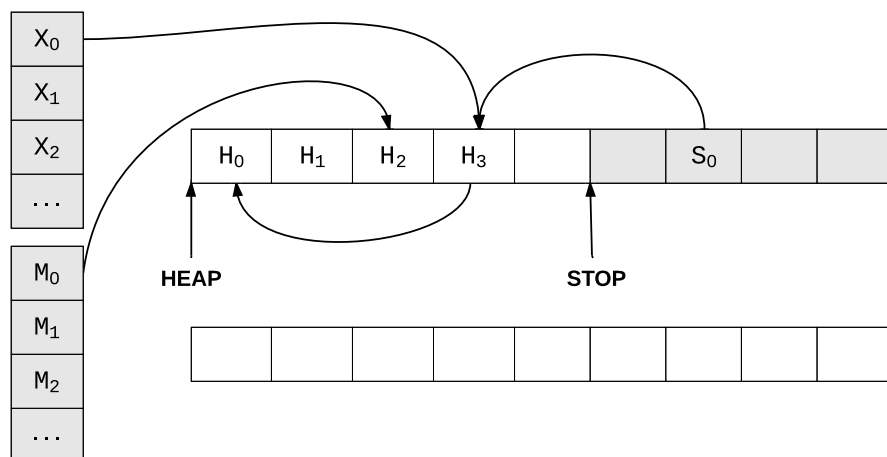 X₀
X₁
X₂
...
M₀
M₁
M₂
...
H₀ H₁ H₂ H₃ S₀
HEAP STOP